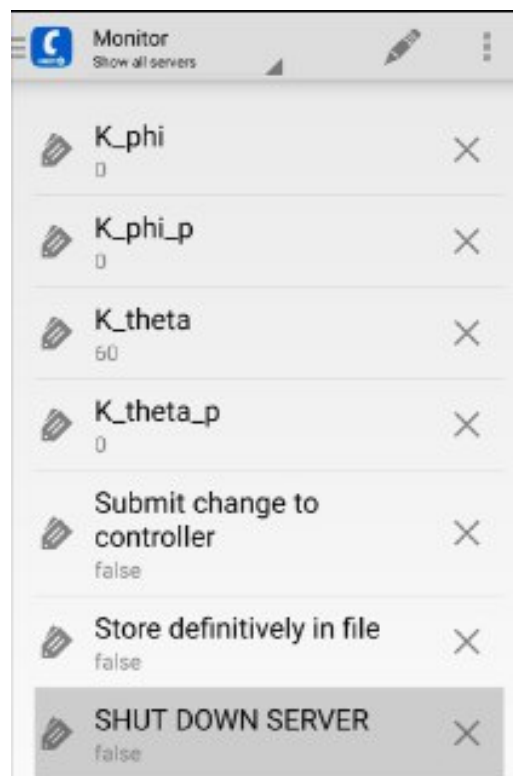 Monitor
Show all servers
K_phi
0
K_phi_p
0
K_theta
60
K_theta_p
0
Submit change to
controller
false
Store definitively in file
false
SHUT DOWN SERVER
false